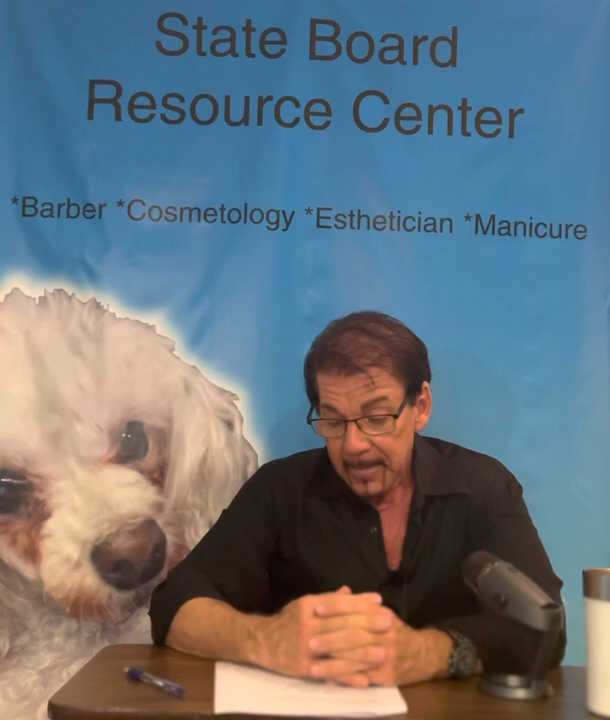 State Board
Resource Center
*Barber *Cosmetology *Esthetician *Manicure